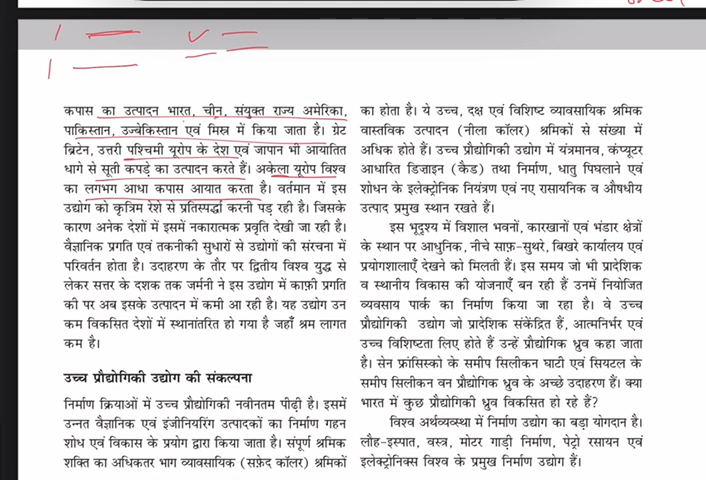 कपास का उत्पादन भारत, चीन, संयुक्त राज्य अमेरिका,
पाकिस्तान, उज्बेकिस्तान एवं मिस्र में किया जाता है। ग्रेट
ब्रिटेन, उत्तरी पश्चिमी यूरोप के देश एवं जापान भी आयातित
धागे से सूती कपड़े का उत्पादन करते हैं। अकेला यूरोप विश्व
का लगभग आधा कपास आयात करता है। वर्तमान में इस
उद्योग को कृत्रिम रेशे से प्रतिस्पर्द्धा करनी पड़ रही है। जिसके
कारण अनेक देशों में इसमें नकारात्मक प्रवृति देखी जा रही है।
वैज्ञानिक प्रगति एवं तकनीकी सुधारों से उद्योगों की संरचना में
परिवर्तन होता है। उदाहरण के तौर पर द्वितीय विश्व युद्ध से
लेकर सत्तर के दशक तक जर्मनी ने इस उद्योग में काफ़ी प्रगति
की पर अब इसके उत्पादन में कमी आ रही है। यह उद्योग उन
कम विकसित देशों में स्थानांतरित हो गया है जहाँ श्रम लागत
कम है।
उच्च प्रौद्योगिकी उद्योग की संकल्पना
निर्माण क्रियाओं में उच्च प्रौद्योगिकी नवीनतम पीढ़ी है। इसमें
उन्नत वैज्ञानिक एवं इंजीनियरिंग उत्पादकों का निर्माण गहन
शोध एवं विकास के प्रयोग द्वारा किया जाता है। संपूर्ण श्रमिक
शक्ति का अधिकतर भाग व्यावसायिक (सफ़ेद कॉलर) श्रमिकों
का होता है। ये उच्च, दक्ष एवं विशिष्ट व्यावसायिक श्रमिक
वास्तविक उत्पादन (नीला कॉलर) श्रमिकों से संख्या में
अधिक होते हैं। उच्च प्रौद्योगिकी उद्योग में यंत्रमानव, कंप्यूटर
आधारित डिज़ाइन (कैड) तथा निर्माण, धातु पिघलाने एवं
शोधन के इलेक्ट्रोनिक नियंत्रण एवं नए रासायनिक व औषधीय
उत्पाद प्रमुख स्थान रखते हैं।
इस भूदृश्य में विशाल भवनों, कारखानों एवं भंडार क्षेत्रों
के स्थान पर आधुनिक, नीचे साफ़-सुथरे, बिखरे कार्यालय एवं
प्रयोगशालाएँ देखने को मिलती हैं। इस समय जो भी प्रादेशिक
व स्थानीय विकास की योजनाएँ बन रही हैं उनमें नियोजित
व्यवसाय पार्क का निर्माण किया जा रहा है। वे उच्च
प्रौद्योगिकी उद्योग जो प्रादेशिक संकेंद्रित हैं, आत्मनिर्भर एवं
उच्च विशिष्टता लिए होते हैं उन्हें प्रौद्योगिक ध्रुव कहा जाता
है। सेन फ्रांसिस्को के समीप सिलीकन घाटी एवं सियटल के
समीप सिलीकन वन प्रौद्योगिक ध्रुव के अच्छे उदाहरण हैं। क्या
भारत में कुछ प्रौद्योगिकी ध्रुव विकसित हो रहे हैं?
विश्व अर्थव्यव्स्था में निर्माण उद्योग का बड़ा योगदान है।
लौह-इस्पात, वस्त्र, मोटर गाड़ी निर्माण, पेट्रो रसायन एवं
इलेक्ट्रोनिक्स विश्व के प्रमुख निर्माण उद्योग हैं।